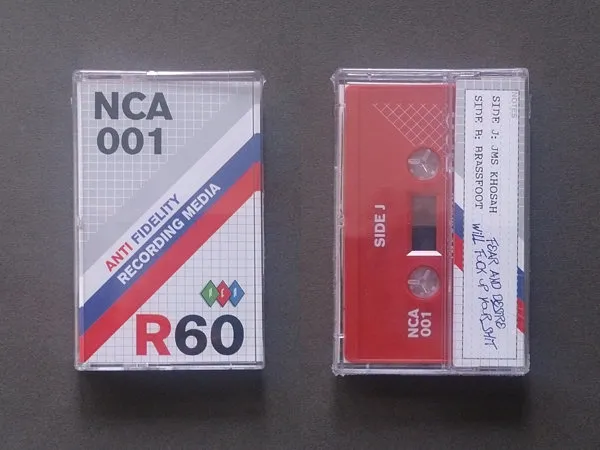 NCA
001
ANTI FIDELITY
RECORDING MEDIA
R60
SIDE J
NCA
001
NOTES
SIDE J: JMS KHOSAH
SIDE B: BRASSFOOT
FEAR AND DESIRE
WILL FUCK UP YOUR SHIT